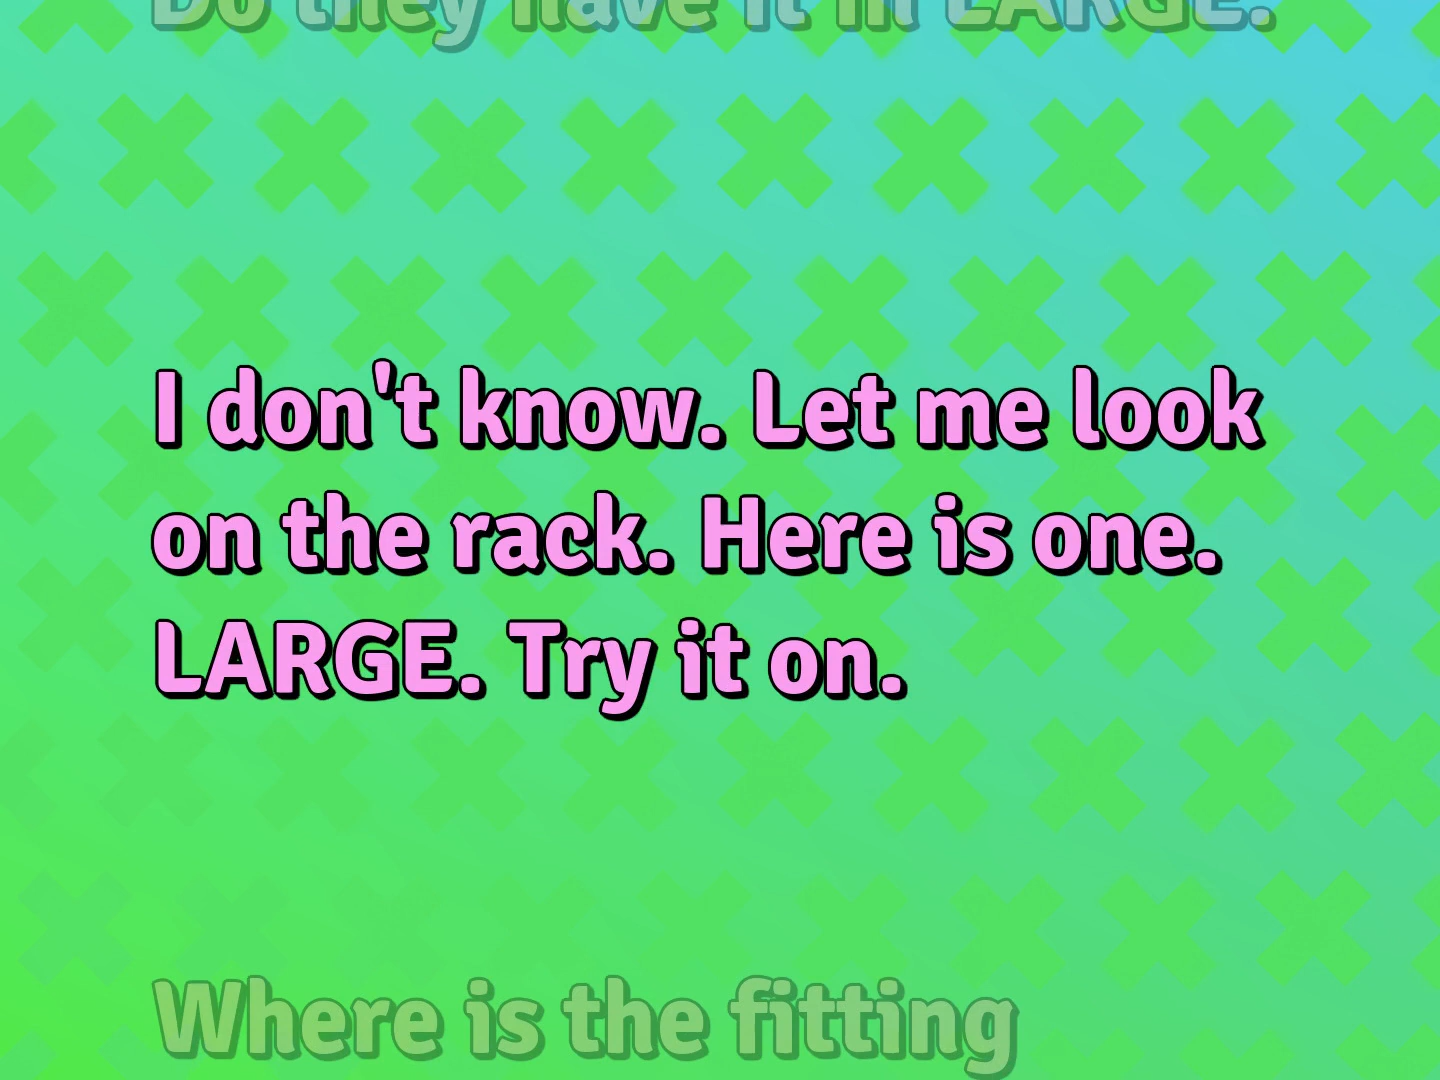 Do they have it in LARGE.
I don't know. Let me look
on the rack. Here is one.
LARGE. Try it on.
Where is the fitting